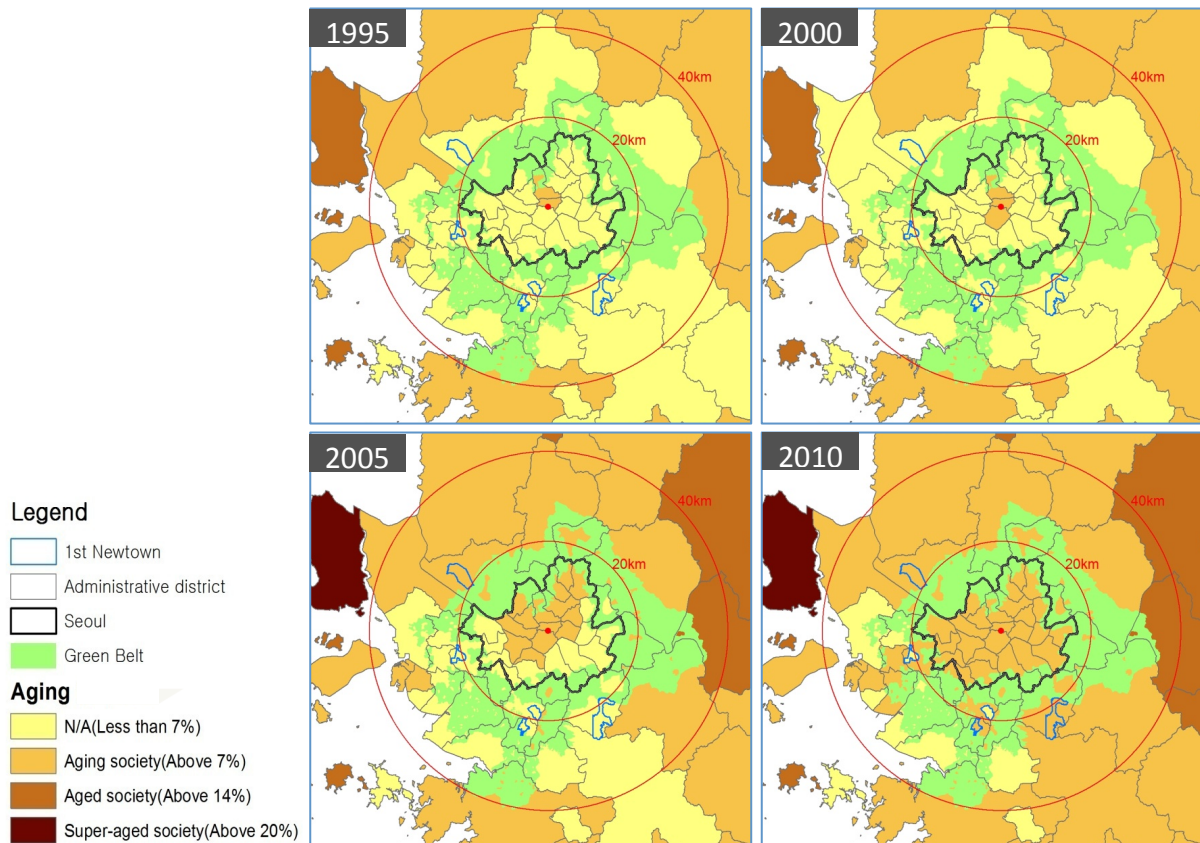 1995
40km
20km
2000
40km
20km
2005
40km
20km
2010
40km
20km
Legend
1st Newtown
Administrative district
Seoul
Green Belt
Aging
N/A(Less than 7%)
Aging society(Above 7%)
Aged society(Above 14%)
Super-aged society(Above 20%)